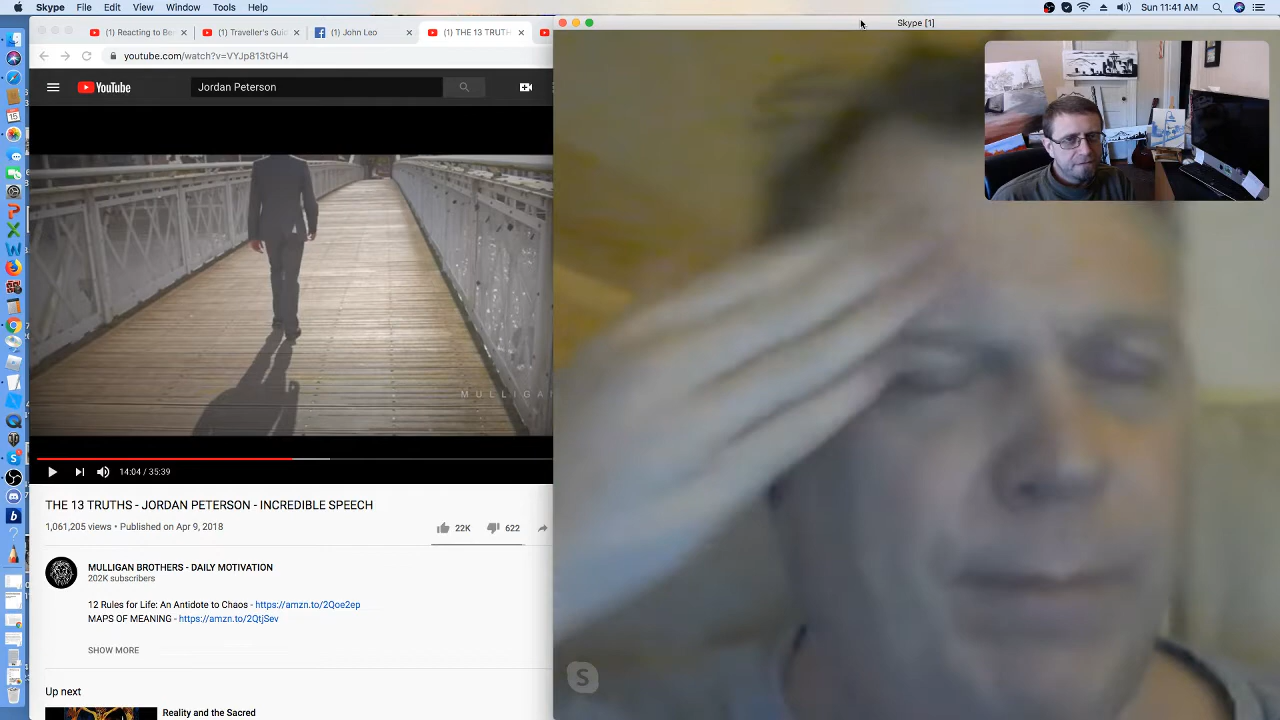 Skype File Edit View Window Tools Help
Sun 11:41 AM
(1) Reacting to Be
(1) Traveller's Guid
(1) John Leo
(1) THE 13 TRUTH
Skype [1]
youtube.com/watch?v=VYJp813tGH4
YouTube
Jordan Peterson
MULLIGAN
14:04 / 35:39
THE 13 TRUTHS - JORDAN PETERSON - INCREDIBLE SPEECH
1,061,205 views • Published on Apr 9, 2018
22K
622
MULLIGAN BROTHERS - DAILY MOTIVATION
202K subscribers
12 Rules for Life: An Antidote to Chaos - https://amzn.to/2Qoe2ep
MAPS OF MEANING - https://amzn.to/2QtjSev
SHOW MORE
Up next
Reality and the Sacred